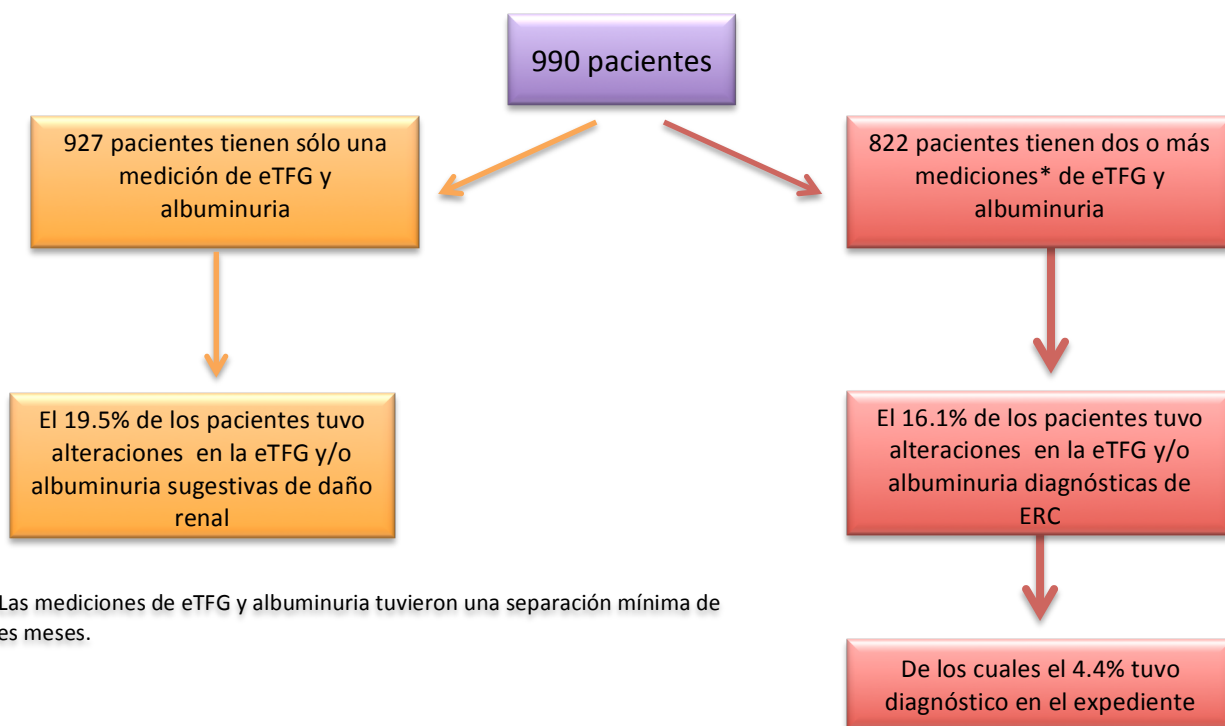 990 pacientes
927 pacientes tienen sólo una
medición de eTFG y
albuminuria
822 pacientes tienen dos o más
mediciones* de eTFG y
albuminuria
El 19.5% de los pacientes tuvo
alteraciones en la eTFG y/o
albuminuria sugestivas de daño
renal
El 16.1% de los pacientes tuvo
alteraciones en la eTFG y/o
albuminuria diagnósticas de
ERC
Las mediciones de eTFG y albuminuria tuvieron una separación mínima de
es meses.
De los cuales el 4.4% tuvo
diagnóstico en el expediente